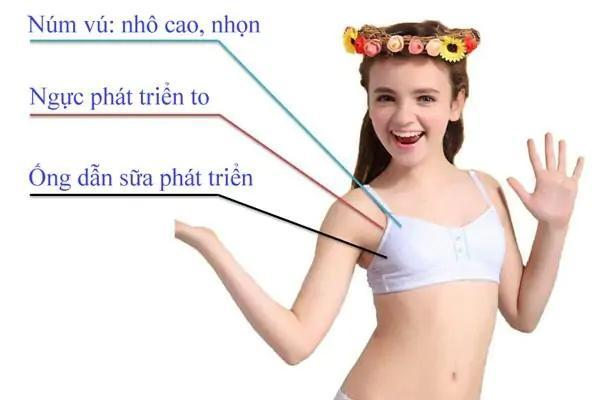 Núm vú: nhô cao, nhọn
Ngực phát triển to
Ống dẫn sữa phát triển